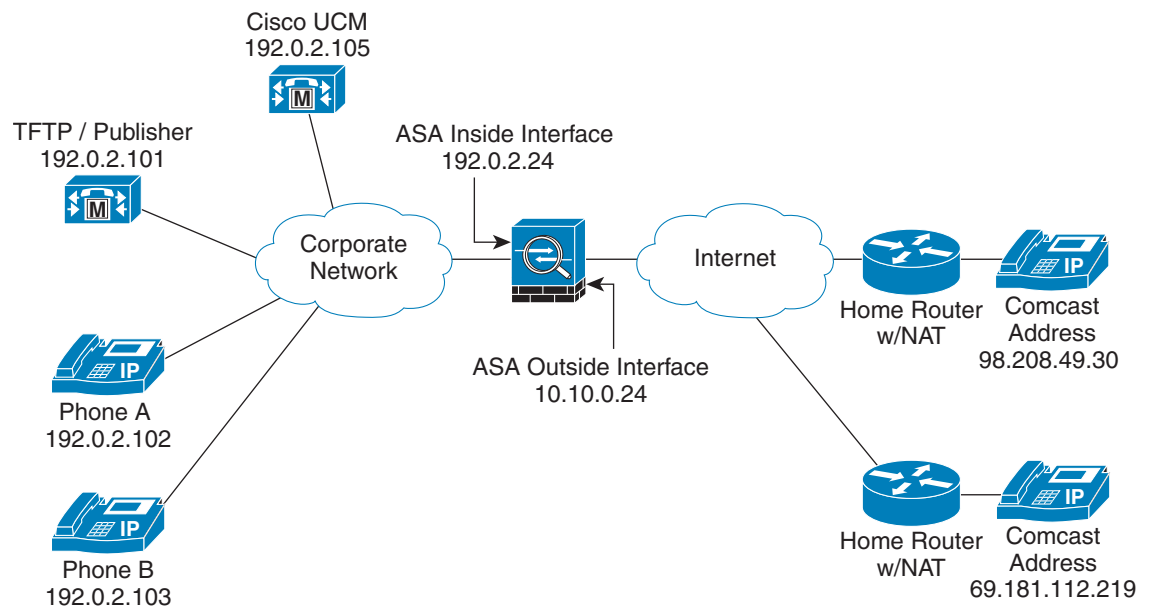 Cisco UCM
192.0.2.105
M
TFTP / Publisher
192.0.2.101
M
ASA Inside Interface
192.0.2.24
Corporate
Network
Internet
IP
Home Router
w/NAT
Comcast
Address
98.208.49.30
ASA Outside Interface
10.10.0.24
IP
Phone A
192.0.2.102
IP
Phone B
192.0.2.103
IP
Home Router
w/NAT
Comcast
Address
69.181.112.219